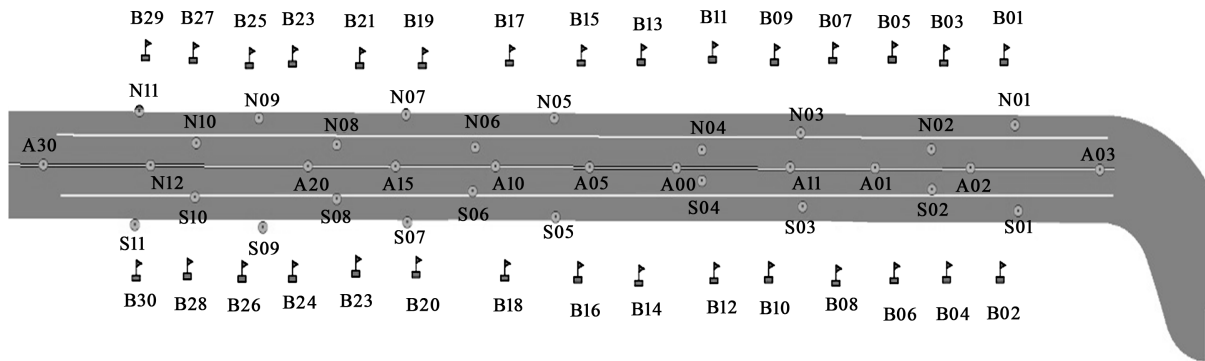 B29 B27 B25 B23 B21 B19 B17 B15 B13 B11 B09 B07 B05 B03 B01
N11 N09 N07 N05 N03 N01
N10 N08 N06 N04 N02
A30 A03
N12 A20 A15 A10 A05 A00 A11 A01 A02
S10 S08 S06 S04 S02
S11 S09 S07 S05 S03 S01
B30 B28 B26 B24 B23 B20 B18 B16 B14 B12 B10 B08 B06 B04 B02